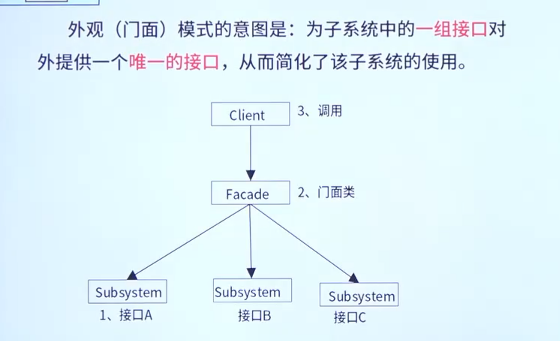 外观（门面）模式的意图是：为子系统中的一组接口对
外提供一个唯一的接口，从而简化了该子系统的使用。
Client 3、调用
Facade 2、门面类
Subsystem Subsystem Subsystem
1、接口A 接口B 接口C